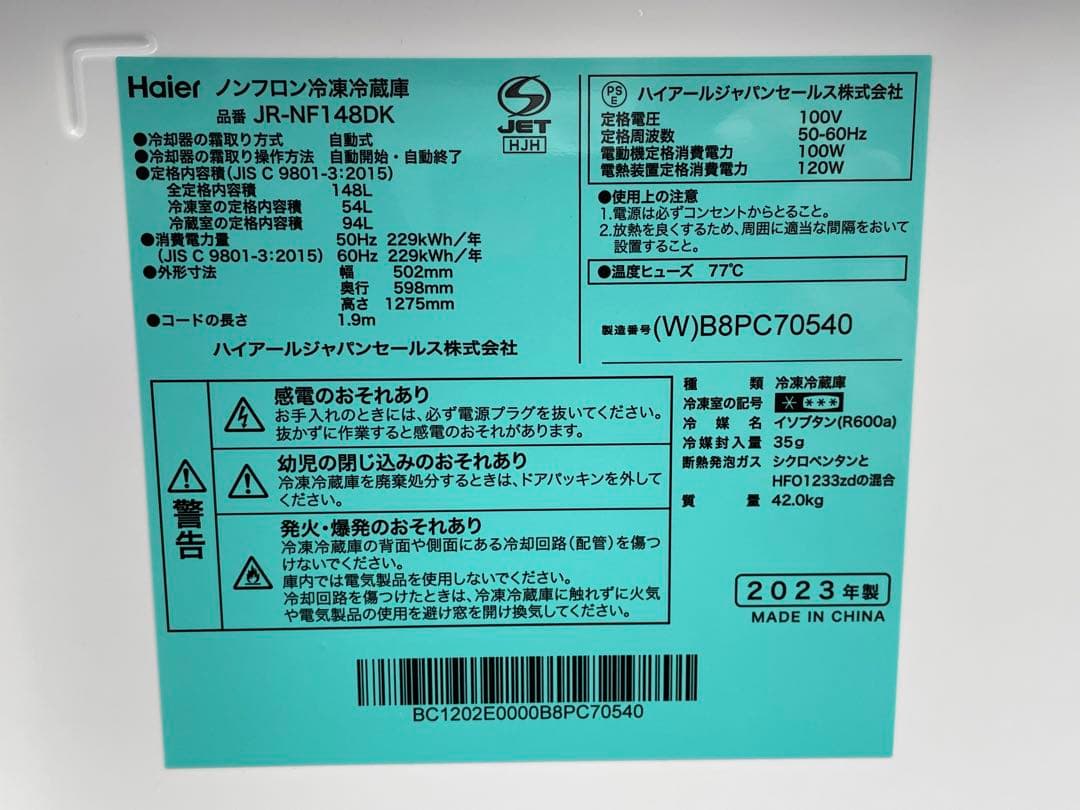 Haier ノンフロン冷凍冷蔵庫
品番 JR-NF148DK
●冷却器の霜取り方式 自動式
●冷却器の霜取り操作方法 自動開始・自動終了
●定格内容積(JIS C 9801-3:2015)
全定格内容積 148L
冷凍室の定格内容積 54L
冷蔵室の定格内容積 94L
●消費電力量 50Hz 229kWh/年
(JIS C 9801-3:2015) 60Hz 229kWh/年
●外形寸法 幅 502mm
奥行 598mm
高さ 1275mm
●コードの長さ 1.9m
ハイアールジャパンセールス株式会社
JET
HJH
PS
E
ハイアールジャパンセールス株式会社
定格電圧 100V
定格周波数 50-60Hz
電動機定格消費電力 100W
電熱装置定格消費電力 120W
●使用上の注意
1.電源は必ずコンセントからとること。
2.放熱を良くするため、周囲に適当な間隔をおいて
設置すること。
●温度ヒューズ 77℃
製造番号 (W)B8PC70540
警告
感電のおそれあり
お手入れのときには、必ず電源プラグを抜いてください。
抜かずに作業すると感電のおそれがあります。
幼児の閉じ込みのおそれあり
冷凍冷蔵庫を廃棄処分するときは、ドアパッキンを外して
ください。
発火・爆発のおそれあり
冷凍冷蔵庫の背面や側面にある冷却回路(配管)を傷つ
けないでください。
庫内では電気製品を使用しないでください。
冷却回路を傷つけたときは、冷凍冷蔵庫に触れずに火気
や電気製品の使用を避け窓を開け換気してください。
種類 冷凍冷蔵庫
冷凍室の記号 * ***
冷媒名 イソブタン(R600a)
冷媒封入量 35g
断熱発泡ガス シクロペンタンと
HFO1233zdの混合
質量 42.0kg
2023年製
MADE IN CHINA
BC1202E0000B8PC70540